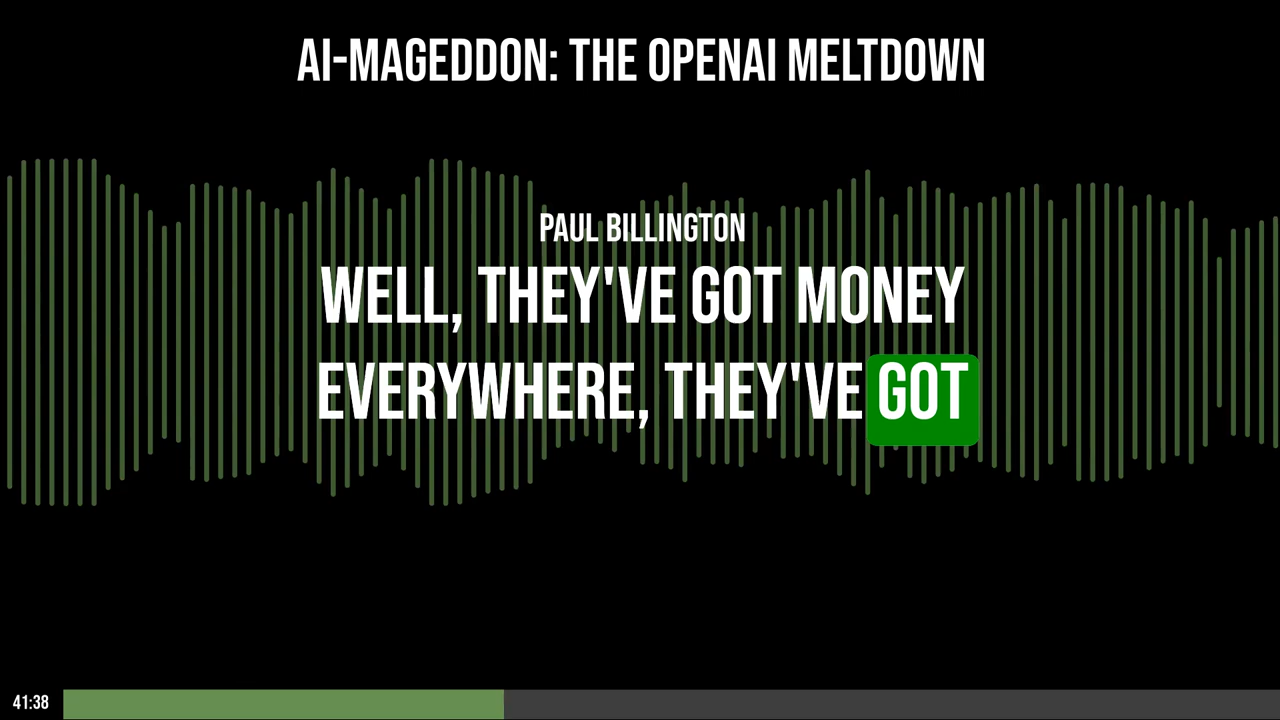 AI-MAGEDDON: THE OPENAI MELTDOWN
PAUL BILLINGTON
WELL, THEY'VE GOT MONEY
EVERYWHERE, THEY'VE GOT
41:38